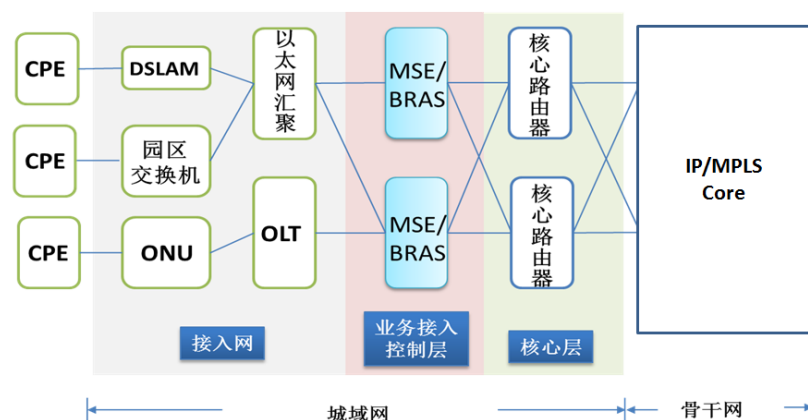 CPE
DSLAM
以太网汇聚
MSE/
BRAS
核心路由器
CPE
园区
交换机
IP/MPLS
Core
CPE
ONU
OLT
MSE/
BRAS
核心路由器
接入网
业务接入
控制层
核心层
城域网
骨干网